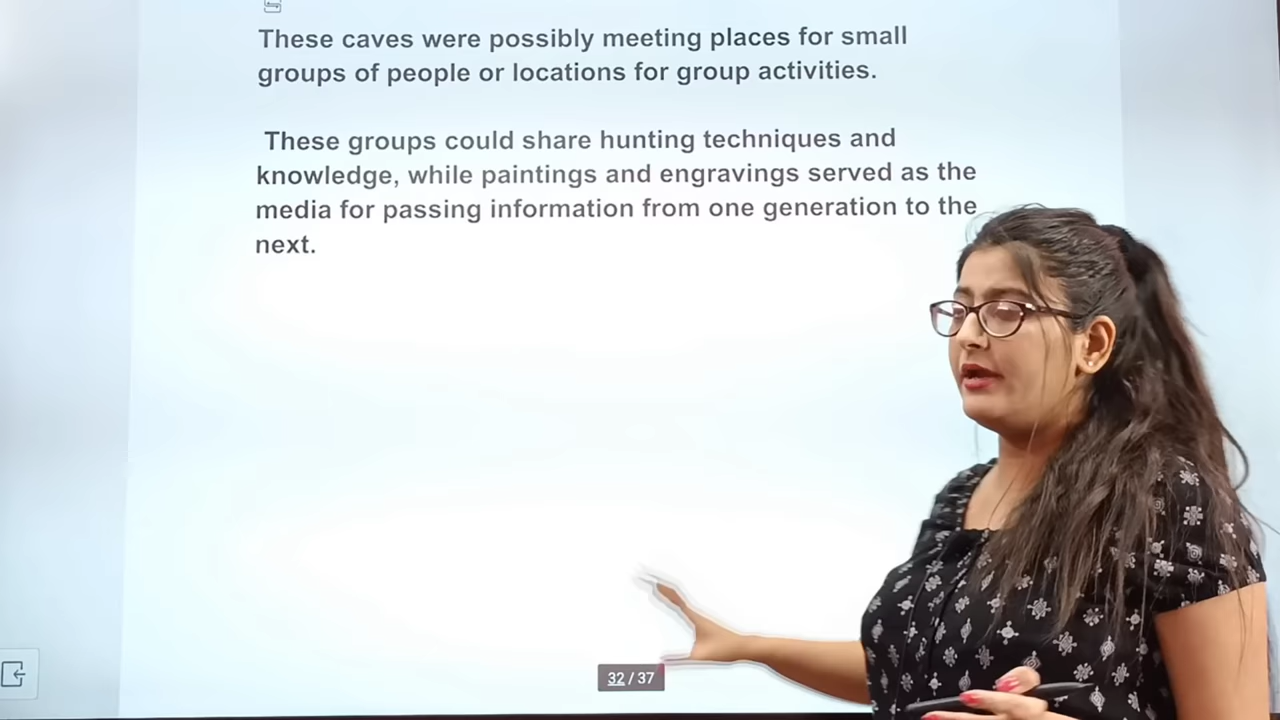 These caves were possibly meeting places for small
groups of people or locations for group activities.
These groups could share hunting techniques and
knowledge, while paintings and engravings served as the
media for passing information from one generation to the
next.
32 / 37